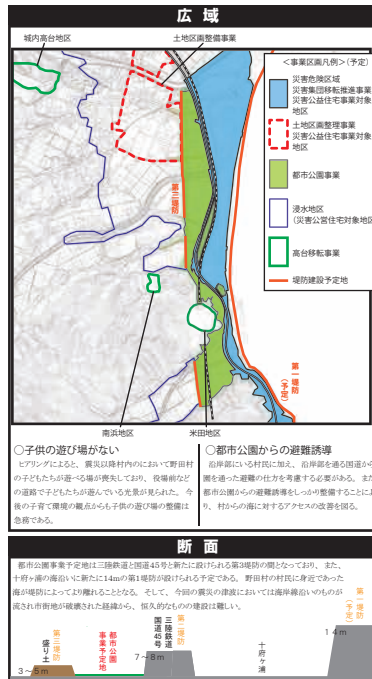 広 域
城内高台地区
土地区画整備事業
＜事業区画凡例＞(予定)
災害危険区域
災害集団移転推進事業
災害公益住宅事業対象
地区
土地区画整理事業
災害公益住宅事業対象
地区
都市公園事業
浸水地区
(災害公営住宅対象地区
高台移転事業
堤防建設予定地
第三堤防
第一堤防
(予定)
南浜地区
米田地区
○子供の遊び場がない
ヒアリングによると、震災以降村内のにおいて野田村
の子どもたちが遊べる場が喪失しており、役場前など
の道路で子どもたちが遊んでいる光景が見られた。今
後の子育て環境の観点からも子供の遊び場の整備は
急務である。
○都市公園からの避難誘導
沿岸部にいる村民に加え、沿岸部を通る国道から
園を通った避難の仕方を考慮する必要がある。また
都市公園からの避難誘導をしっかり整備することによ
り、村からの海に対するアクセスの改善を図る。
断 面
都市公園事業予定地は三陸鉄道と国道45号と新たに設けられる第3堤防の間となっており、また、
十府ヶ浦の海沿いに新たに14mの第1堤防が設けられる予定である。野田村の村民に身近であった
海が堤防によってより離れることとなる。そして、今回の震災の津波においては海岸線沿いのものが
流され市街地が破壊された経緯から、恒久的なものの建設は難しい。
第三堤防
盛り土
3〜5m
都市公園
事業予定地
第二堤防
三陸鉄道
国道45号
7〜8m
十府ヶ浦
第一堤防
(予定)
14m